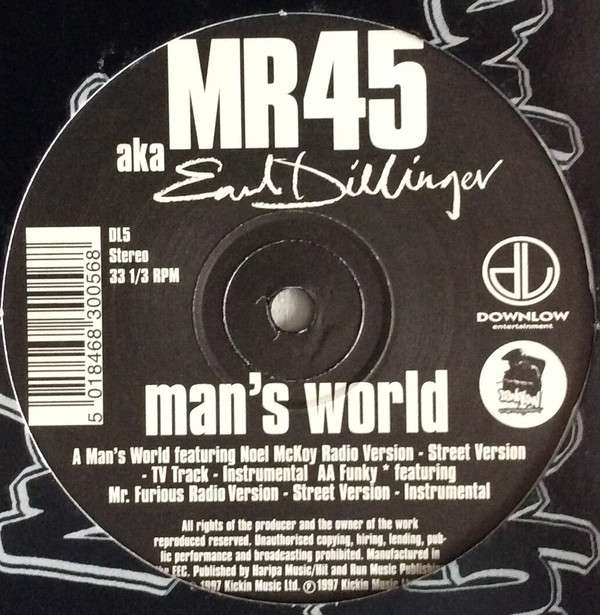 MR45
aka Earl Dillinger
DL5
Stereo
33 1/3 RPM
5 018468 300568
DL
DOWNLOW
entertainment
man's world
A Man's World featuring Noel McKoy Radio Version - Street Version
- TV Track - Instrumental AA Funky * featuring
Mr. Furious Radio Version - Street Version - Instrumental
All rights of the producer and the owner of the work
reproduced reserved. Unauthorised copying, hiring, lending, pub-
lic performance and broadcasting prohibited. Manufactured in
the EEC. Published by Haripa Music/Hit and Run Music
© 1997 Kickin Music Ltd. ℗ 1997 Kickin Music